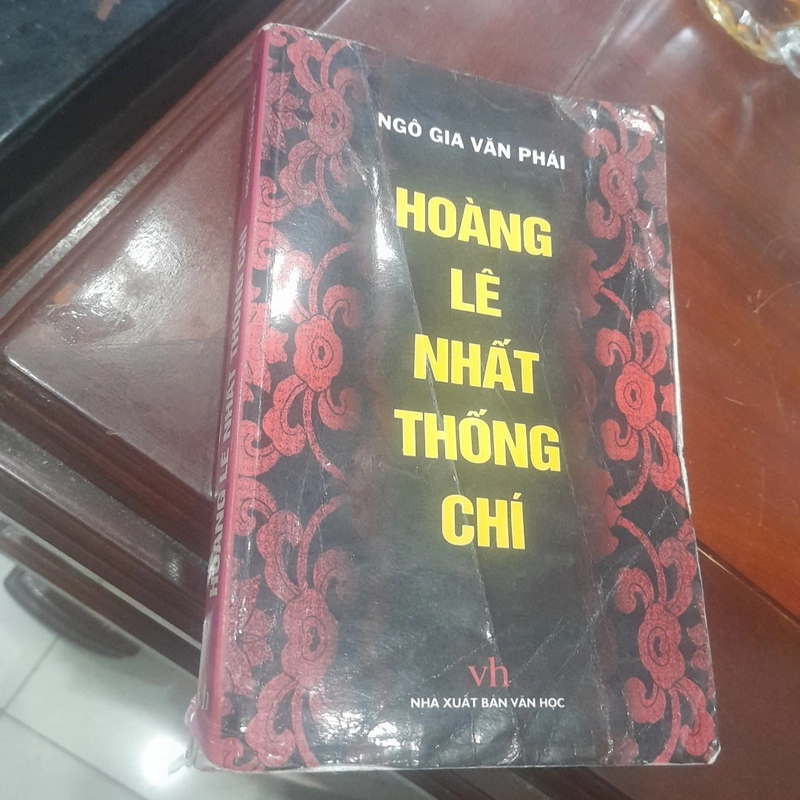 NGÔ GIA VĂN PHÁI
HOÀNG
LÊ
NHẤT
THỐNG
CHÍ
vh
NHÀ XUẤT BẢN VĂN HỌC
HOÀNG LÊ NHẤT THỐNG CHÍ